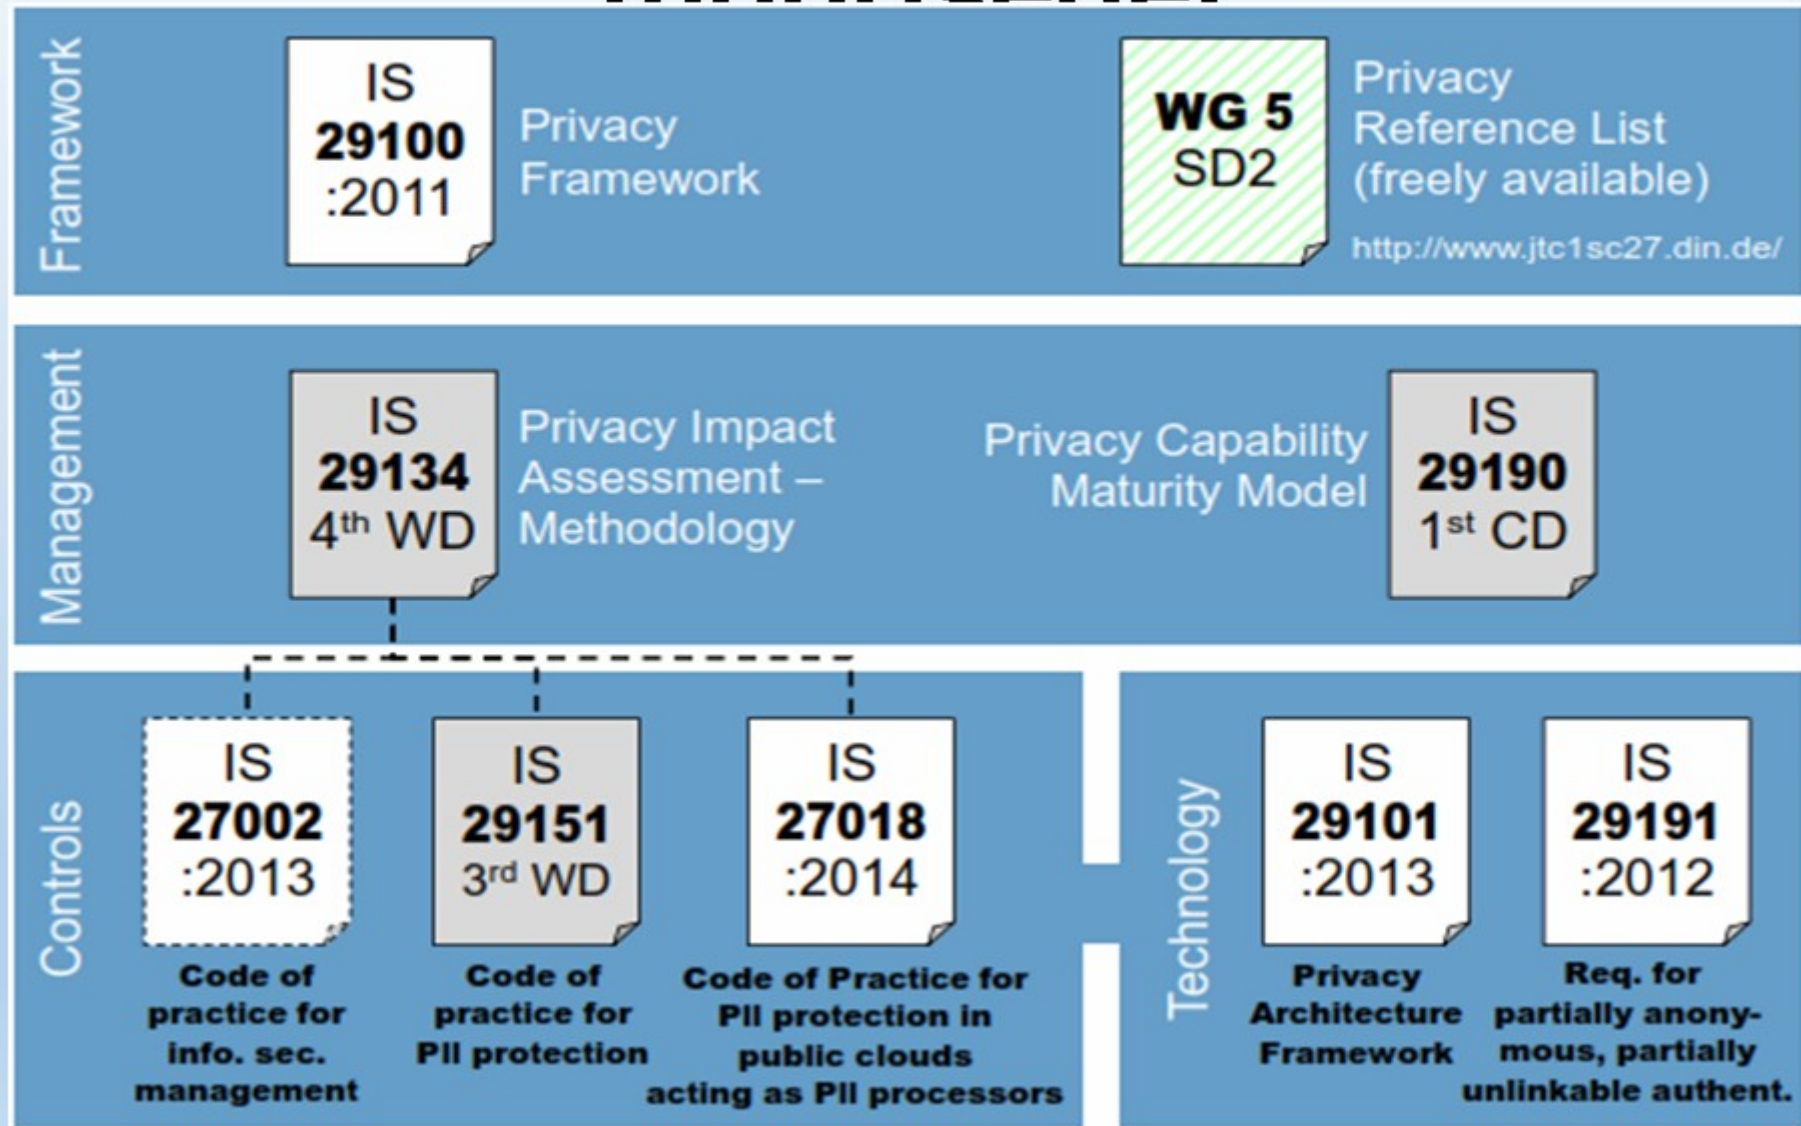 Framework
IS
29100
:2011
Privacy
Framework
WG 5
SD2
Privacy
Reference List
(freely available)
http://www.jtc1sc27.din.de/
Management
IS
29134
4th WD
Privacy Impact
Assessment –
Methodology
Privacy Capability
Maturity Model
IS
29190
1st CD
Controls
IS
27002
:2013
Code of
practice for
info. sec.
management
IS
29151
3rd WD
Code of
practice for
PII protection
IS
27018
:2014
Code of Practice for
PII protection in
public clouds
acting as PII processors
Technology
IS
29101
:2013
Privacy
Architecture
Framework
IS
29191
:2012
Req. for
partially anony-
mous, partially
unlinkable authent.